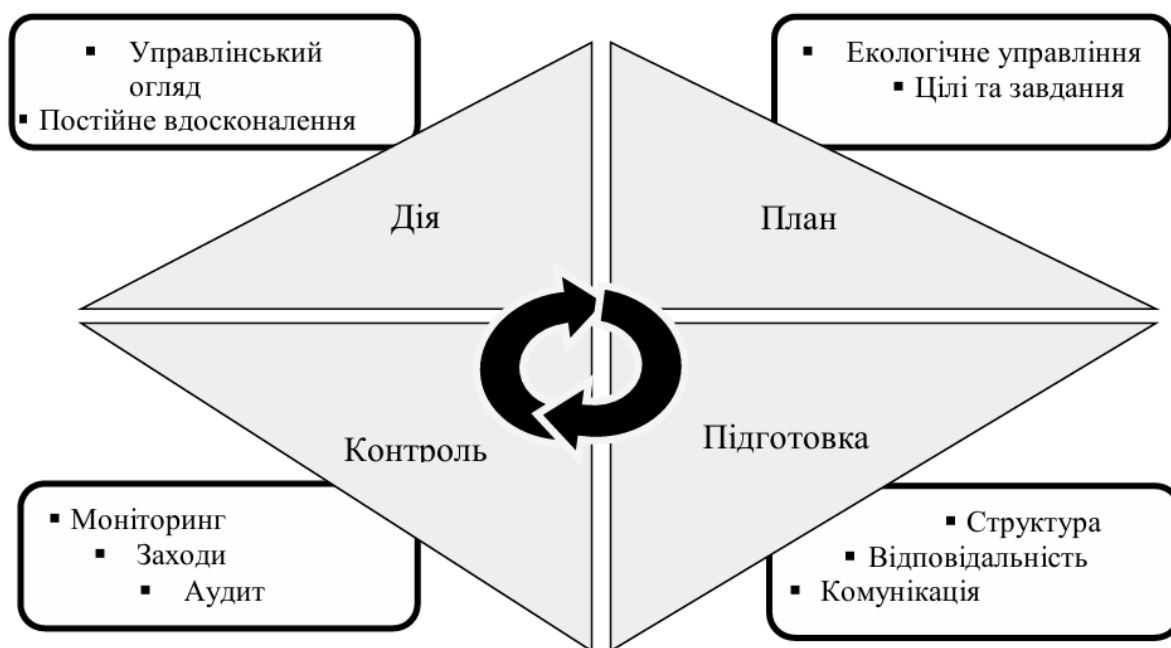 ▪ Управлінський
огляд
▪ Постійне вдосконалення
▪ Екологічне управління
▪ Цілі та завдання
Дія
План
Контроль
Підготовка
▪ Моніторинг
▪ Заходи
▪ Аудит
▪ Структура
▪ Відповідальність
▪ Комунікація